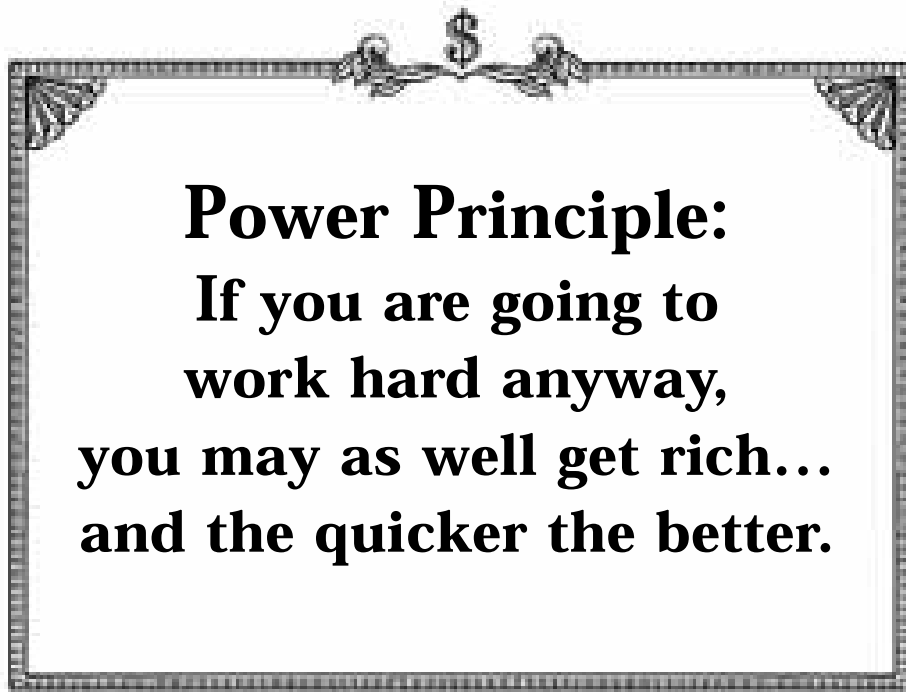 $
Power Principle:
If you are going to
work hard anyway,
you may as well get rich…
and the quicker the better.